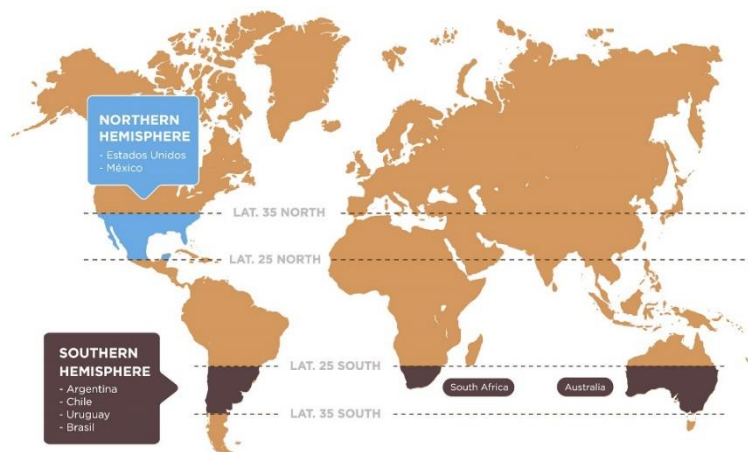 NORTHERN
HEMISPHERE
- Estados Unidos
- México
LAT. 35 NORTH
LAT. 25 NORTH
SOUTHERN
HEMISPHERE
- Argentina
- Chile
- Uruguay
- Brasil
LAT. 25 SOUTH
South Africa
Australia
LAT. 35 SOUTH